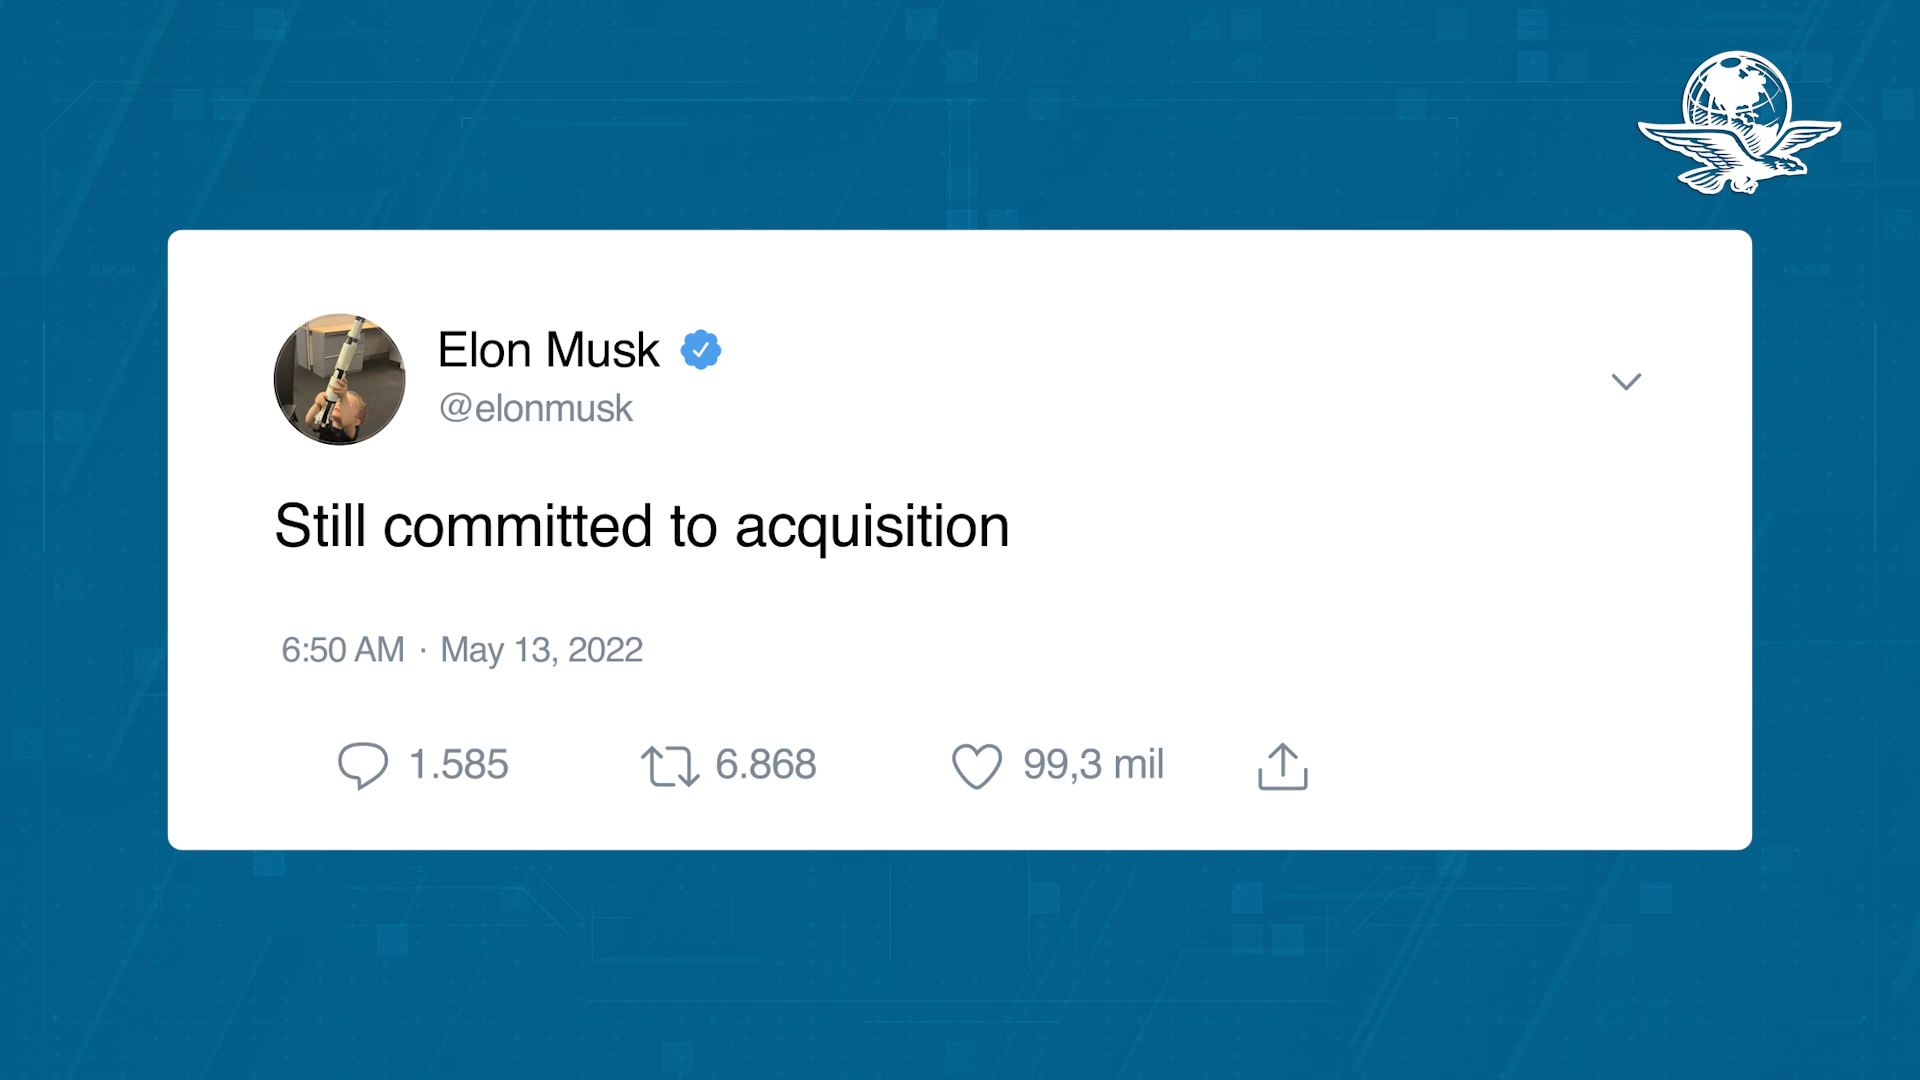 Elon Musk
@elonmusk
Still committed to acquisition
6:50 AM · May 13, 2022
1.585 6.868 99,3 mil